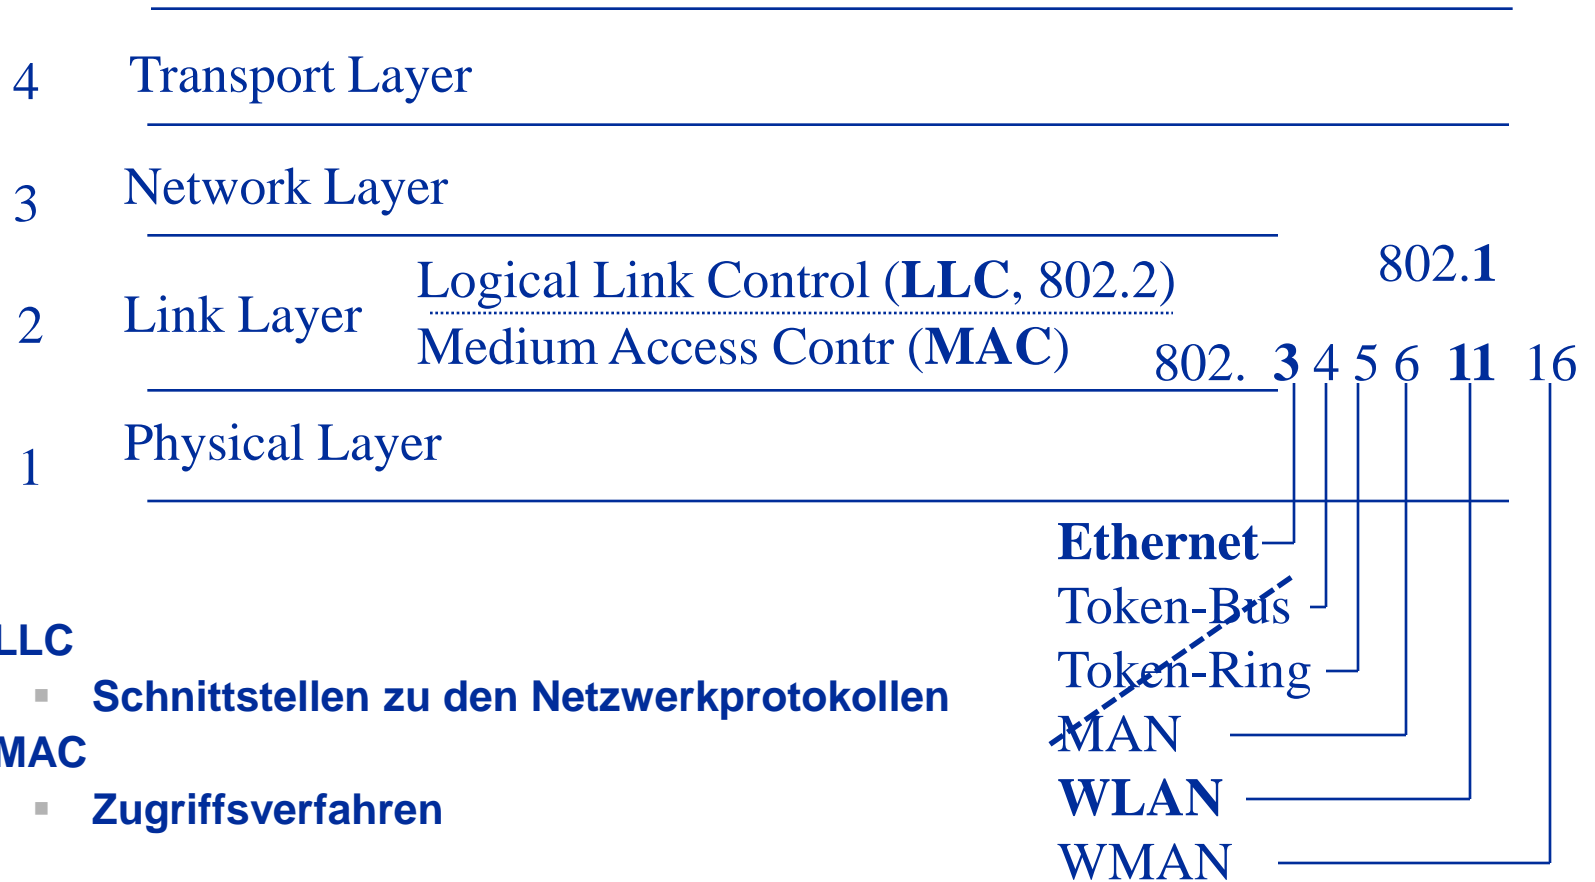 4 Transport Layer
3 Network Layer
802.1
Logical Link Control (LLC, 802.2)
2 Link Layer
Medium Access Contr (MAC)
802. 3 4 5 6 11 16
1 Physical Layer
Ethernet
Token-Bus
Token-Ring
MAN
WLAN
WMAN
LLC
▪ Schnittstellen zu den Netzwerkprotokollen
MAC
▪ Zugriffsverfahren